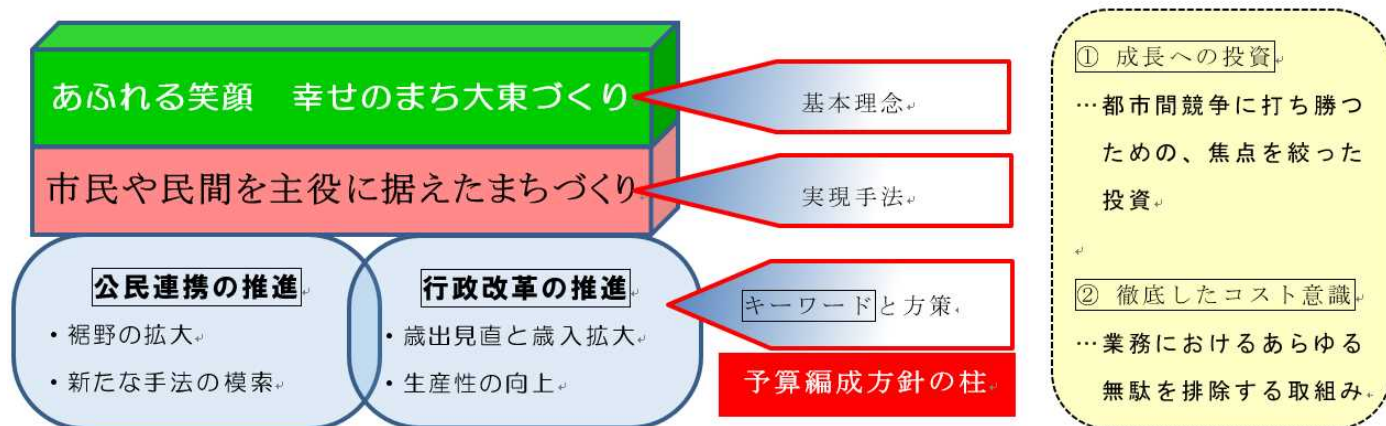 あふれる笑顔　幸せのまち大東づくり
基本理念
市民や民間を主役に据えたまちづくり
実現手法
公民連携の推進
・裾野の拡大
・新たな手法の模索
行政改革の推進
・歳出見直と歳入拡大
・生産性の向上
キーワードと方策
予算編成方針の柱
① 成長への投資
…都市間競争に打ち勝つ
ための、焦点を絞った
投資
② 徹底したコスト意識
…業務におけるあらゆる
無駄を排除する取組み